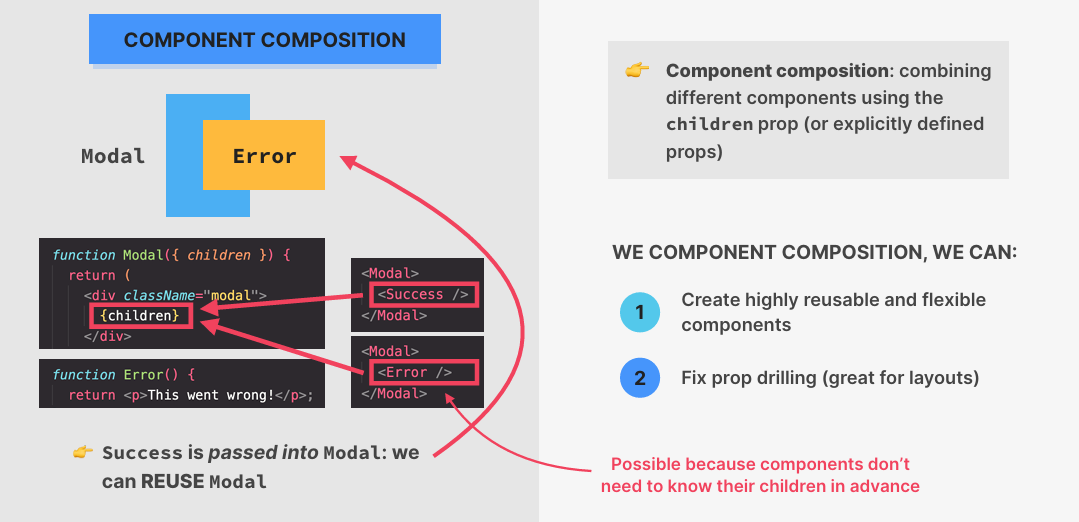 COMPONENT COMPOSITION
Modal
Error
function Modal({ children }) {
return (
<div className="modal">
{children}
</div>
function Error() {
return <p>This went wrong!</p>;
<Modal>
<Success />
</Modal>
<Modal>
<Error />
</Modal>
👉 Success is passed into Modal: we
can REUSE Modal
👉 Component composition: combining
different components using the
children prop (or explicitly defined
props)
WE COMPONENT COMPOSITION, WE CAN:
1 Create highly reusable and flexible
components
2 Fix prop drilling (great for layouts)
Possible because components don’t
need to know their children in advance